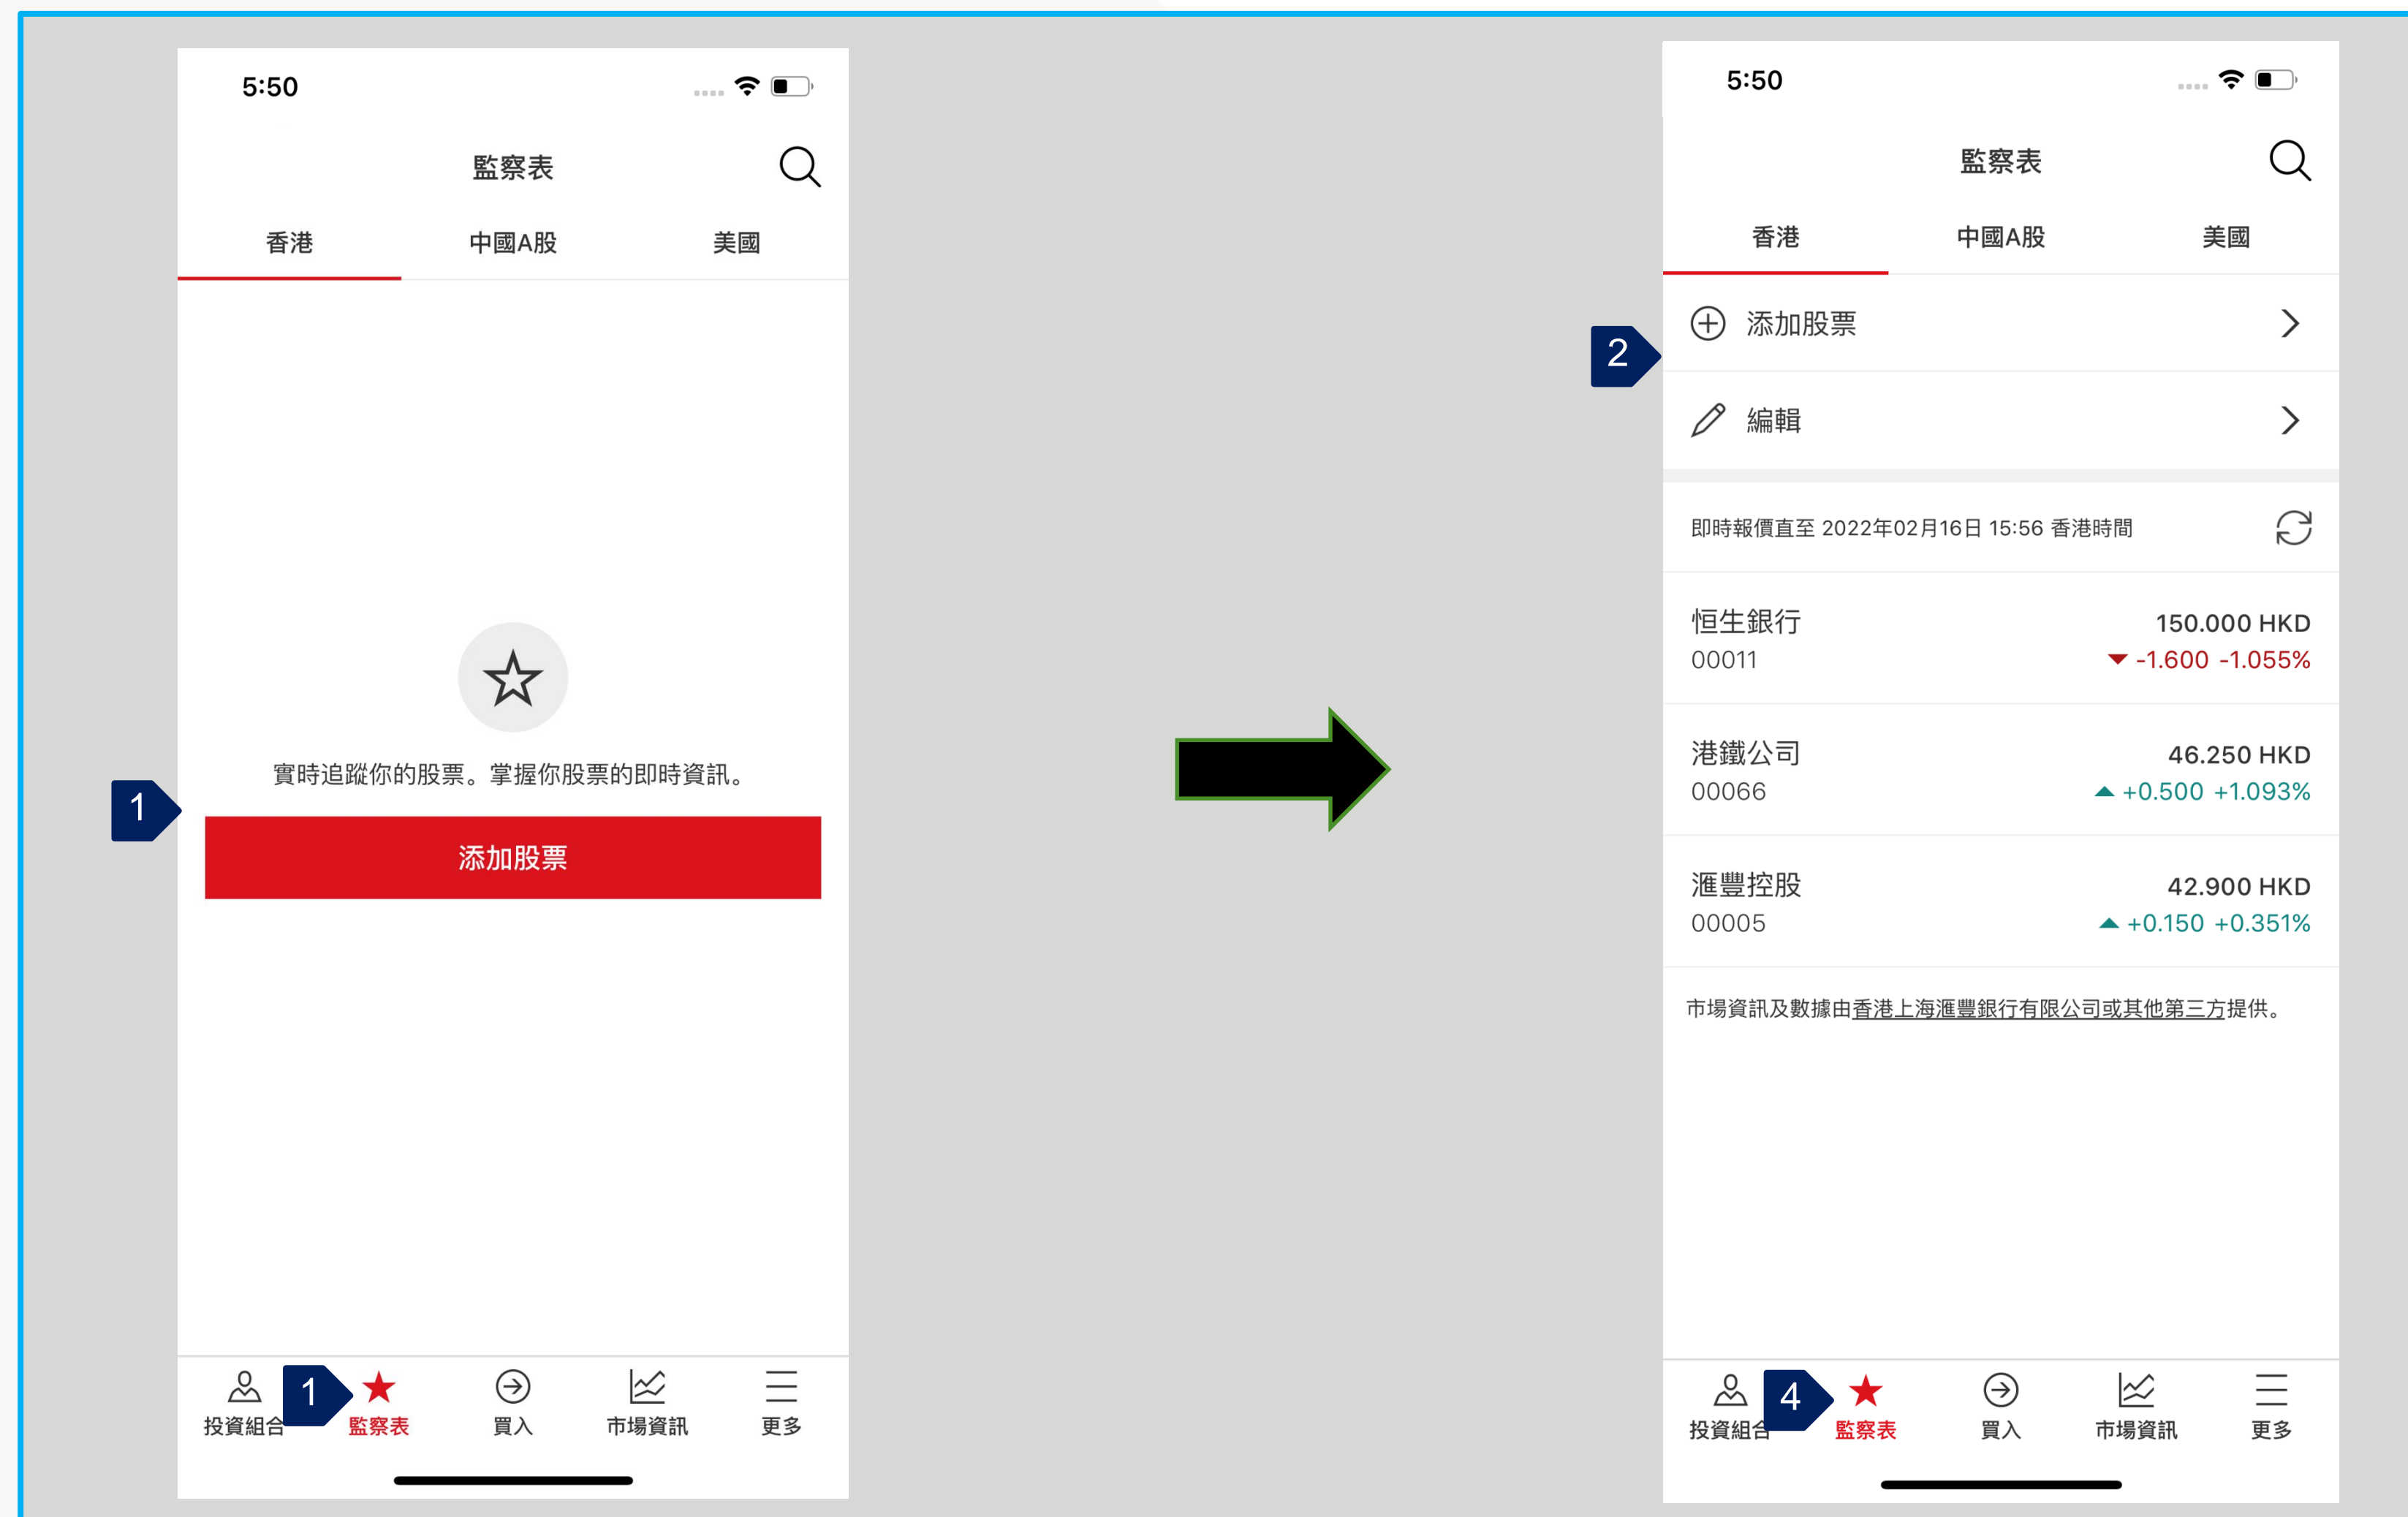 5:50
監察表
香港 中國A股 美國
實時追蹤你的股票。掌握你股票的即時資訊。
1
添加股票
1
投資組合 監察表 買入 市場資訊 更多
5:50
監察表
香港 中國A股 美國
添加股票
2
編輯
即時報價直至 2022年02月16日 15:56 香港時間
恒生銀行 150.000 HKD
00011 -1.600 -1.055%
港鐵公司 46.250 HKD
00066 +0.500 +1.093%
滙豐控股 42.900 HKD
00005 +0.150 +0.351%
市場資訊及數據由香港上海滙豐銀行有限公司或其他第三方提供。
4
投資組合 監察表 買入 市場資訊 更多